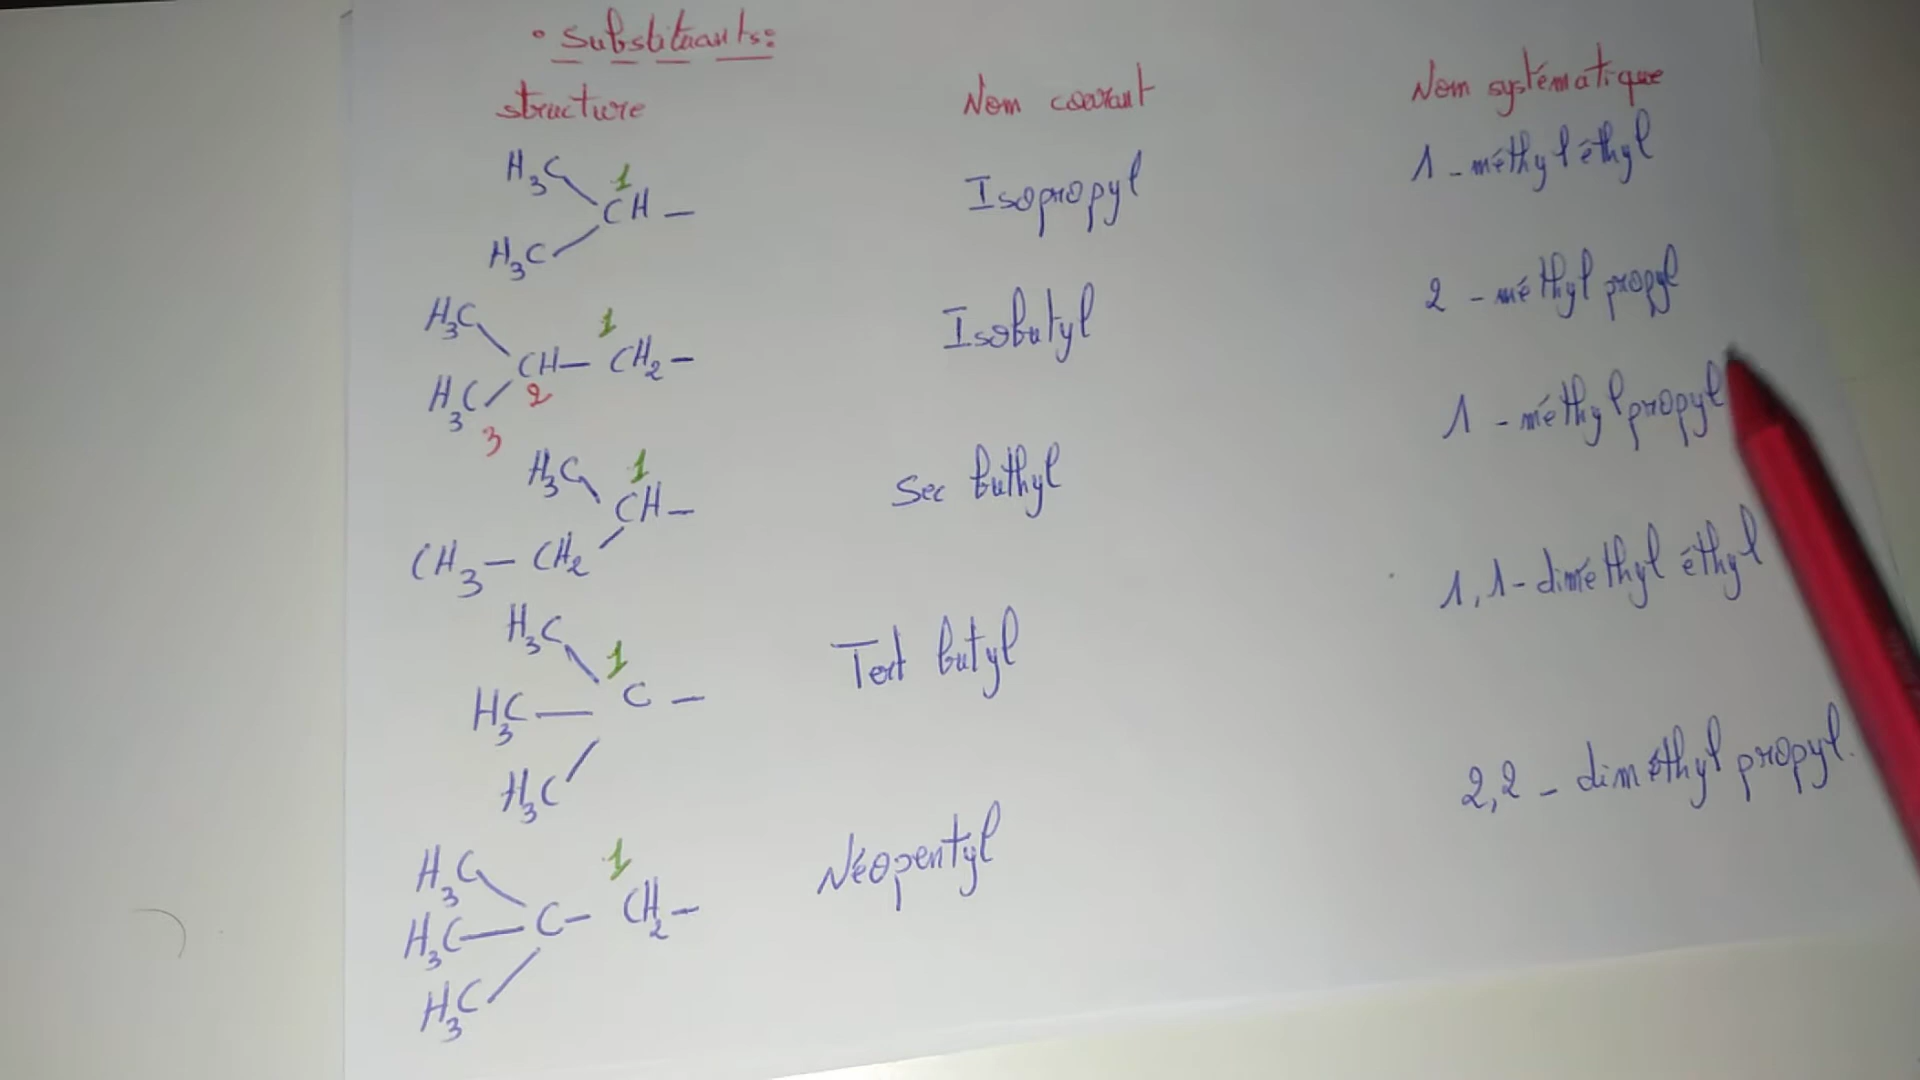 • Substituants:
structure Nom courant Nom systématique
H3C 1
CH – Isopropyl 1 - méthyl éthyl
H3C
H3C 1
CH – CH2 – Isobutyl 2 - méthyl propyl
H3C 2
3
H3C 1
CH – Sec buthyl 1 - méthyl propyl
CH3 – CH2
H3C 1
H3C — C – Tert butyl 1,1 - diméthyl éthyl
H3C
H3C 1
H3C — C – CH2 – Néopentyl 2,2 - diméthyl propyl.
H3C